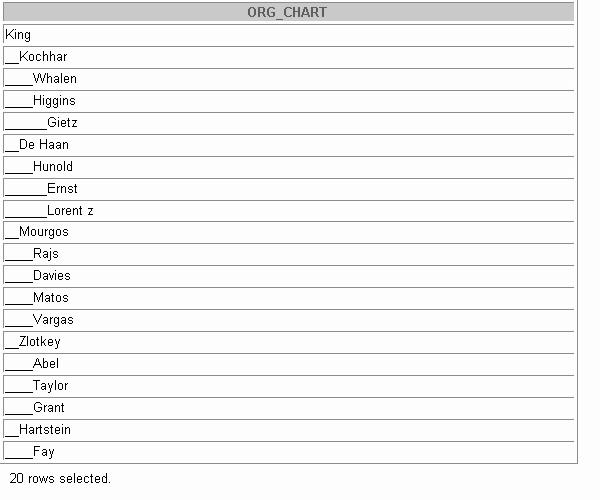 ORG_CHART
King
__Kochhar
____Whalen
____Higgins
______Gietz
__De Haan
____Hunold
______Ernst
______Lorent z
__Mourgos
____Rajs
____Davies
____Matos
____Vargas
__Zlotkey
____Abel
____Taylor
____Grant
__Hartstein
____Fay
20 rows selected.